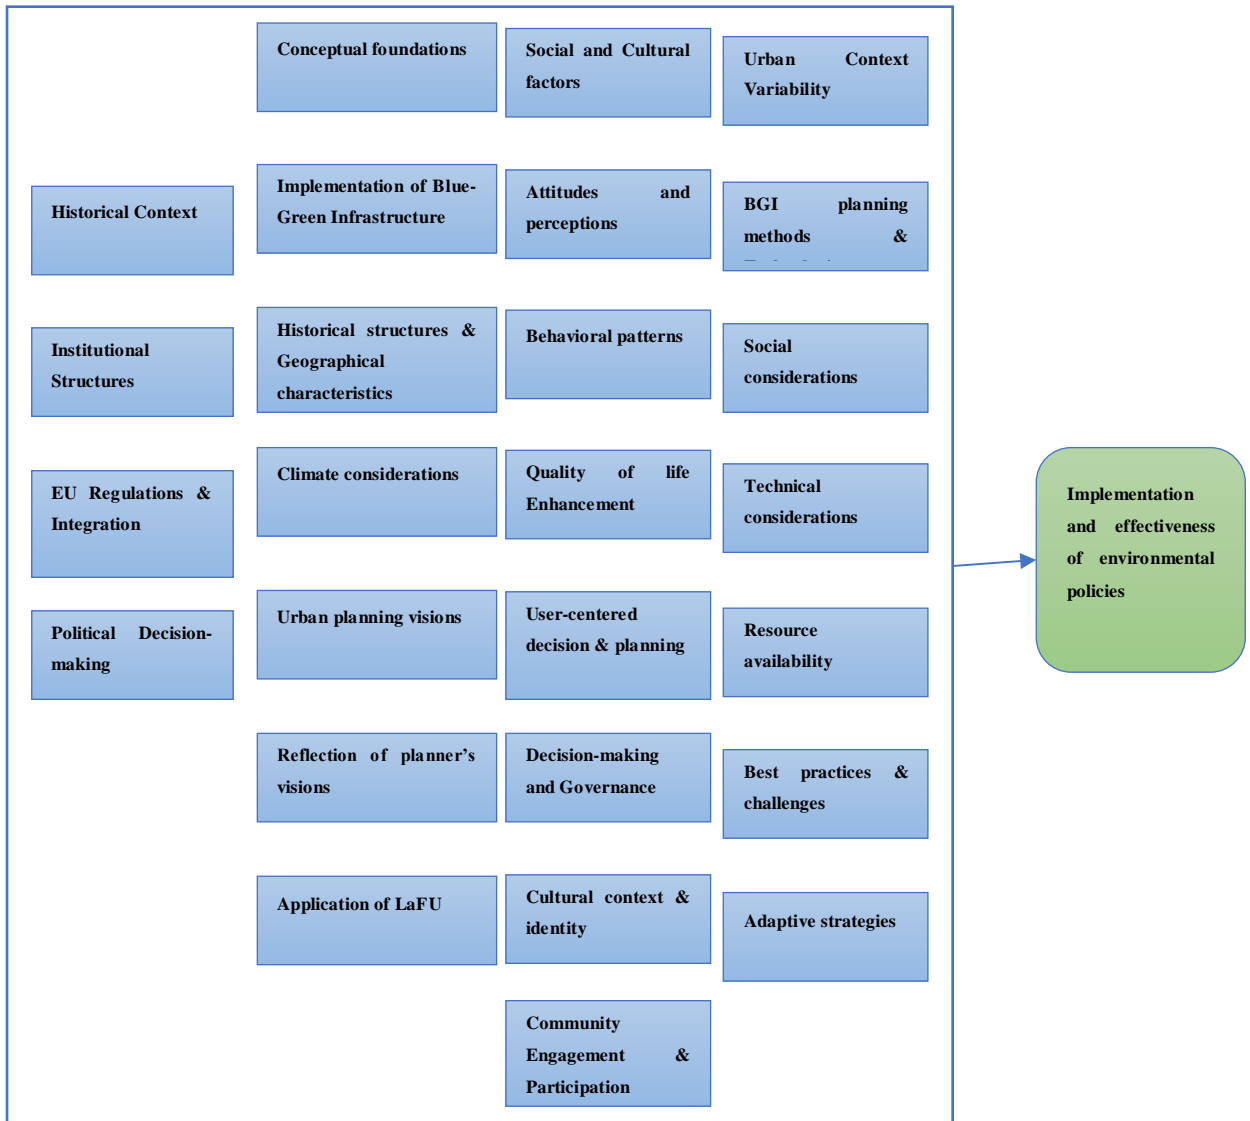 Conceptual foundations
Social and Cultural
factors
Urban Context
Variability
Historical Context
Implementation of Blue-
Green Infrastructure
Attitudes and
perceptions
BGI planning
methods &
Institutional
Structures
Historical structures &
Geographical
characteristics
Behavioral patterns
Social
considerations
EU Regulations &
Integration
Climate considerations
Quality of life
Enhancement
Technical
considerations
Implementation
and effectiveness
of environmental
policies
Political Decision-
making
Urban planning visions
User-centered
decision & planning
Resource
availability
Reflection of planner’s
visions
Decision-making
and Governance
Best practices &
challenges
Application of LaFU
Cultural context &
identity
Adaptive strategies
Community
Engagement &
Participation